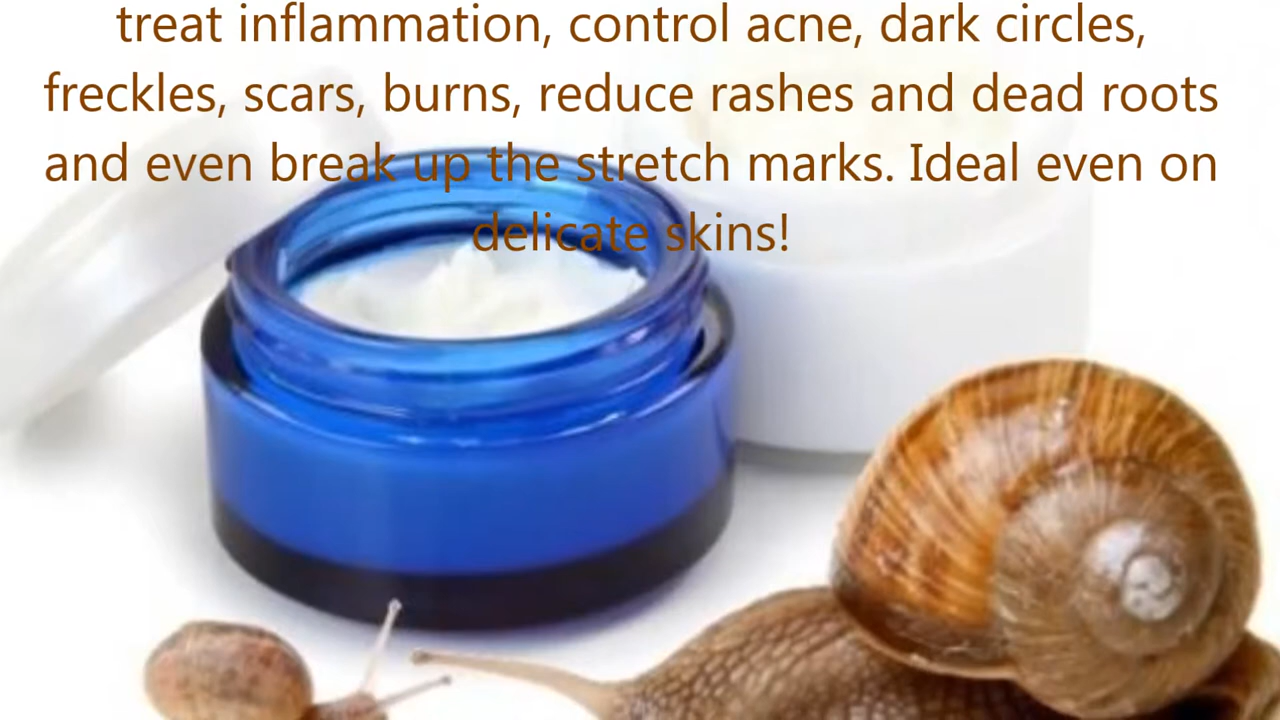 treat inflammation, control acne, dark circles,
freckles, scars, burns, reduce rashes and dead roots
and even break up the stretch marks. Ideal even on
delicate skins!